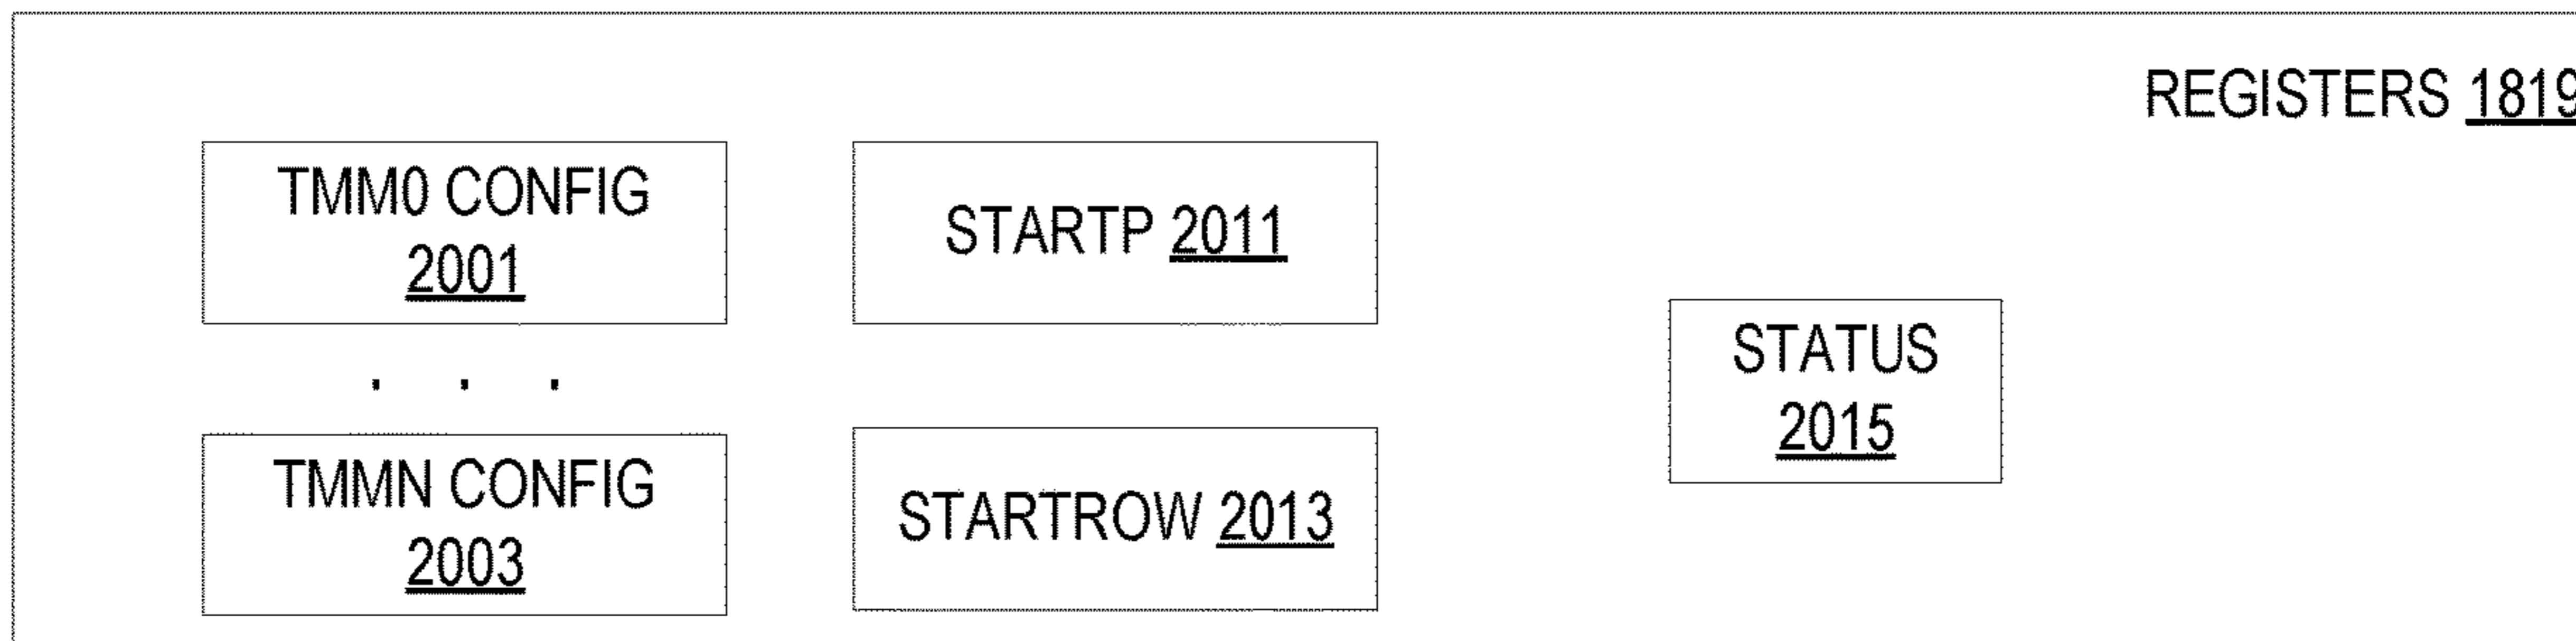 REGISTERS 1819
TMM0 CONFIG
2001
STARTP 2011
STATUS
2015
. . .
TMMN CONFIG
2003
STARTROW 2013